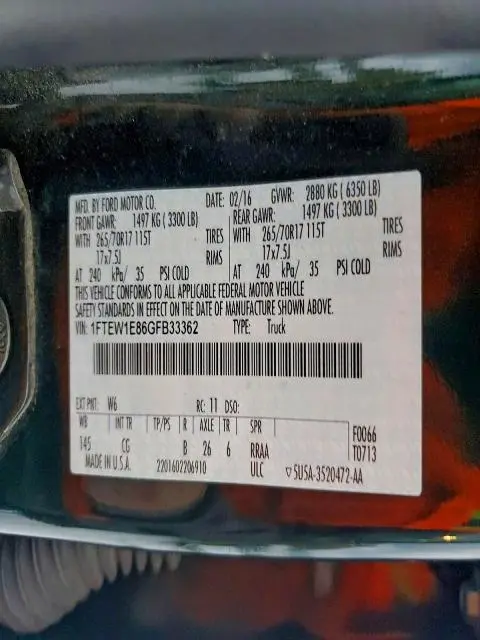 MFD. BY FORD MOTOR CO. DATE: 02/16 GVWR: 2880 KG (6350 LB)
FRONT GAWR: 1497 KG (3300 LB) REAR GAWR: 1497 KG (3300 LB)
WITH 265/70R17 115T TIRES WITH 265/70R17 115T TIRES
17x7.5J RIMS 17x7.5J RIMS
AT 240 kPa/ 35 PSI COLD AT 240 kPa/ 35 PSI COLD
THIS VEHICLE CONFORMS TO ALL APPLICABLE FEDERAL MOTOR VEHICLE
SAFETY STANDARDS IN EFFECT ON THE DATE OF MANUFACTURE SHOWN ABOVE.
VIN: 1FTEW1E86GFB33362 TYPE: Truck
EXT PNT: W6 RC: 11 DSO:
WB INT TR TP/PS R AXLE TR SPR F0066
145 CG B 26 6 RRAA T0713
MADE IN U.S.A. 2201602206910 ULC ▽5U5A-3520472-AA